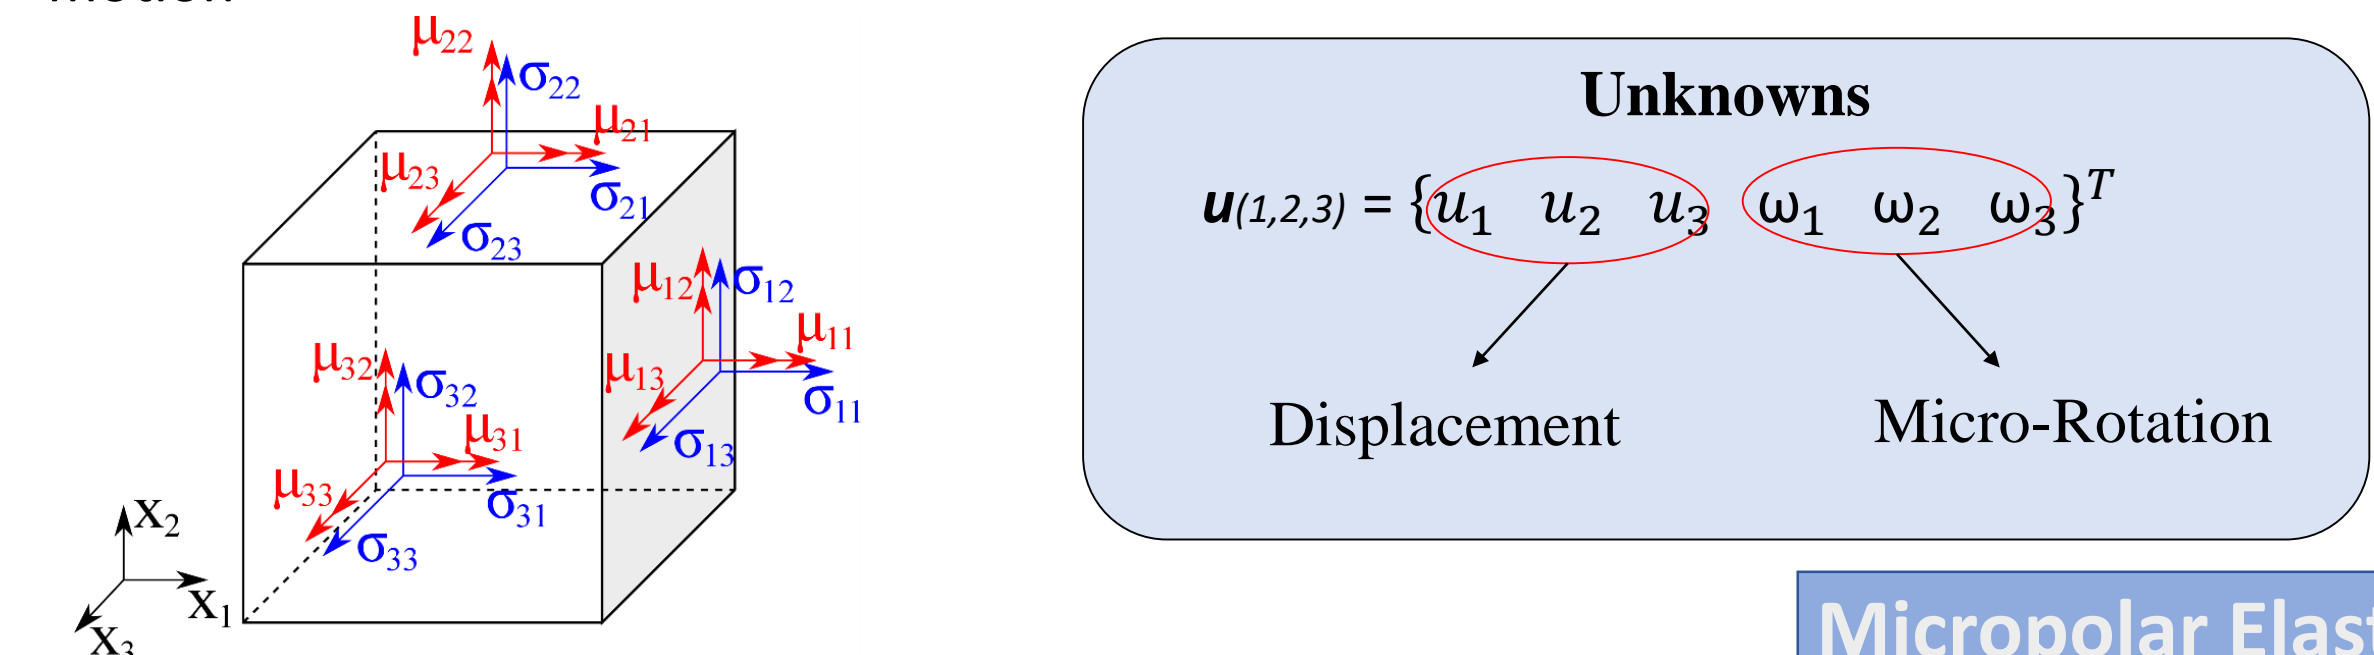 motion
μ₂₂
σ₂₂
μ₂₁
μ₂₃
σ₂₁
σ₂₃
μ₁₂
σ₁₂
μ₁₁
μ₁₃
σ₁₁
σ₁₃
μ₃₂
σ₃₂
μ₃₁
μ₃₃
σ₃₁
σ₃₃
X₂
X₁
X₃
Unknowns
u(1,2,3) = {u₁ u₂ u₃ ω₁ ω₂ ω₃}ᵀ
Displacement Micro-Rotation
Micropolar Elast